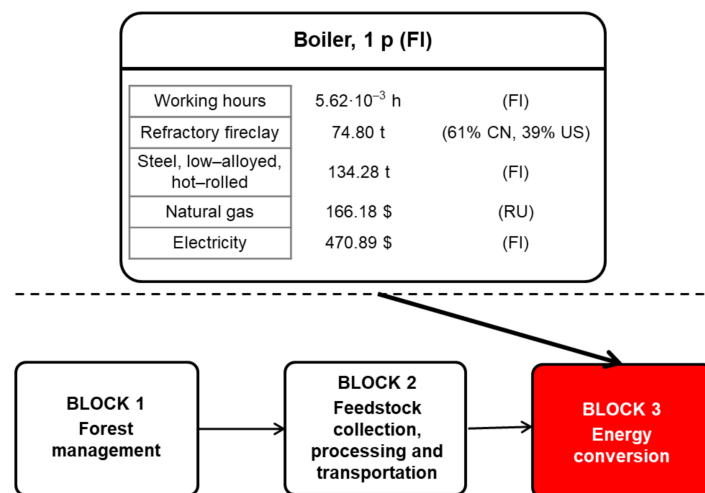 Boiler, 1 p (FI)
Working hours 5.62·10⁻³ h (FI)
Refractory fireclay 74.80 t (61% CN, 39% US)
Steel, low–alloyed,
hot–rolled 134.28 t (FI)
Natural gas 166.18 $ (RU)
Electricity 470.89 $ (FI)
BLOCK 1
Forest
management
BLOCK 2
Feedstock
collection,
processing and
transportation
BLOCK 3
Energy
conversion